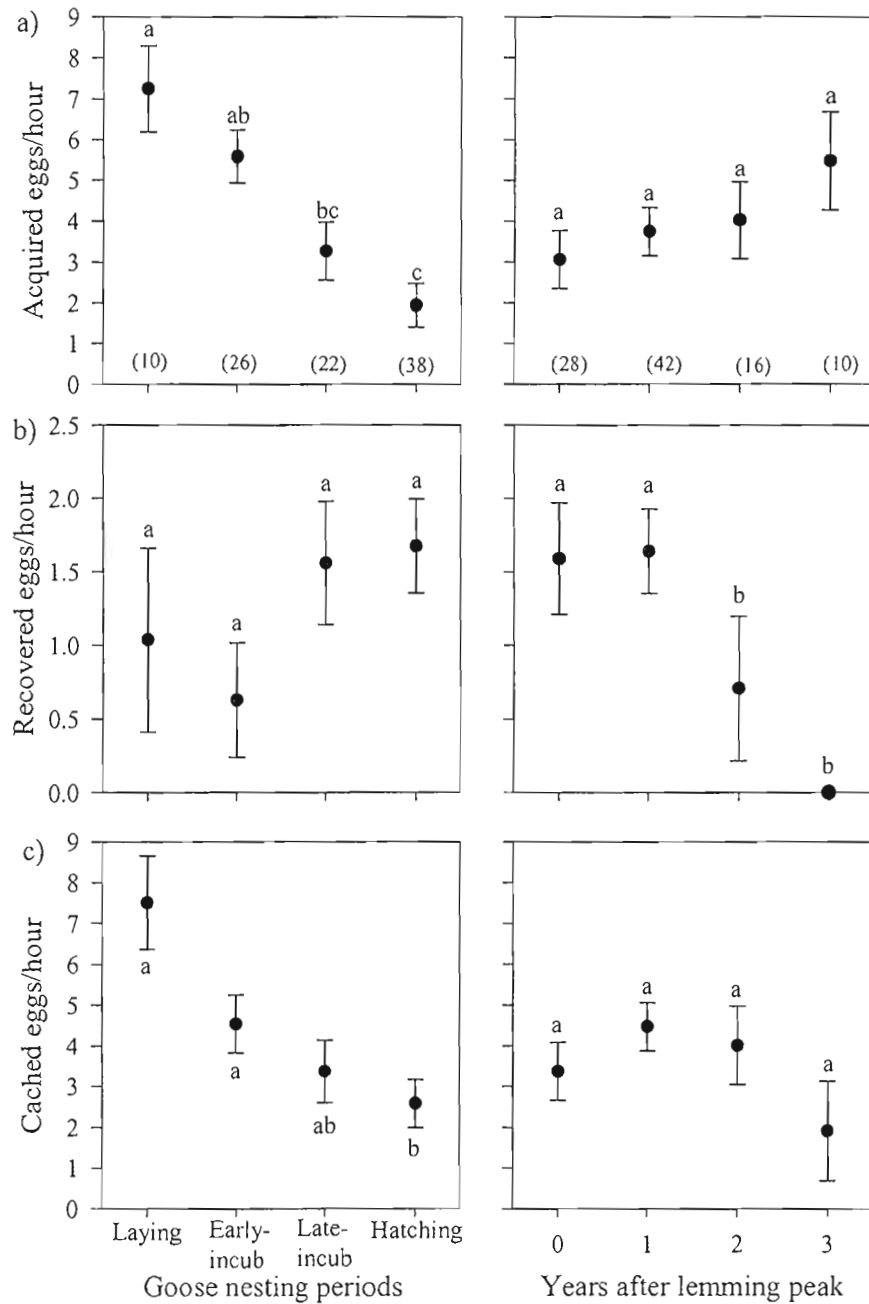 a)
Acquired eggs/hour
9
8
7
6
5
4
3
2
1
0
a
ab
bc
c
(10) (26) (22) (38)
a
a
a
a
(28) (42) (16) (10)
b)
Recovered eggs/hour
2.5
2.0
1.5
1.0
0.5
0.0
a
a
a
a
a
a
b
b
c)
Cached eggs/hour
9
8
7
6
5
4
3
2
1
0
a
a
ab
b
a
a
a
a
Laying Early-incub Late-incub Hatching
Goose nesting periods
0 1 2 3
Years after lemming peak